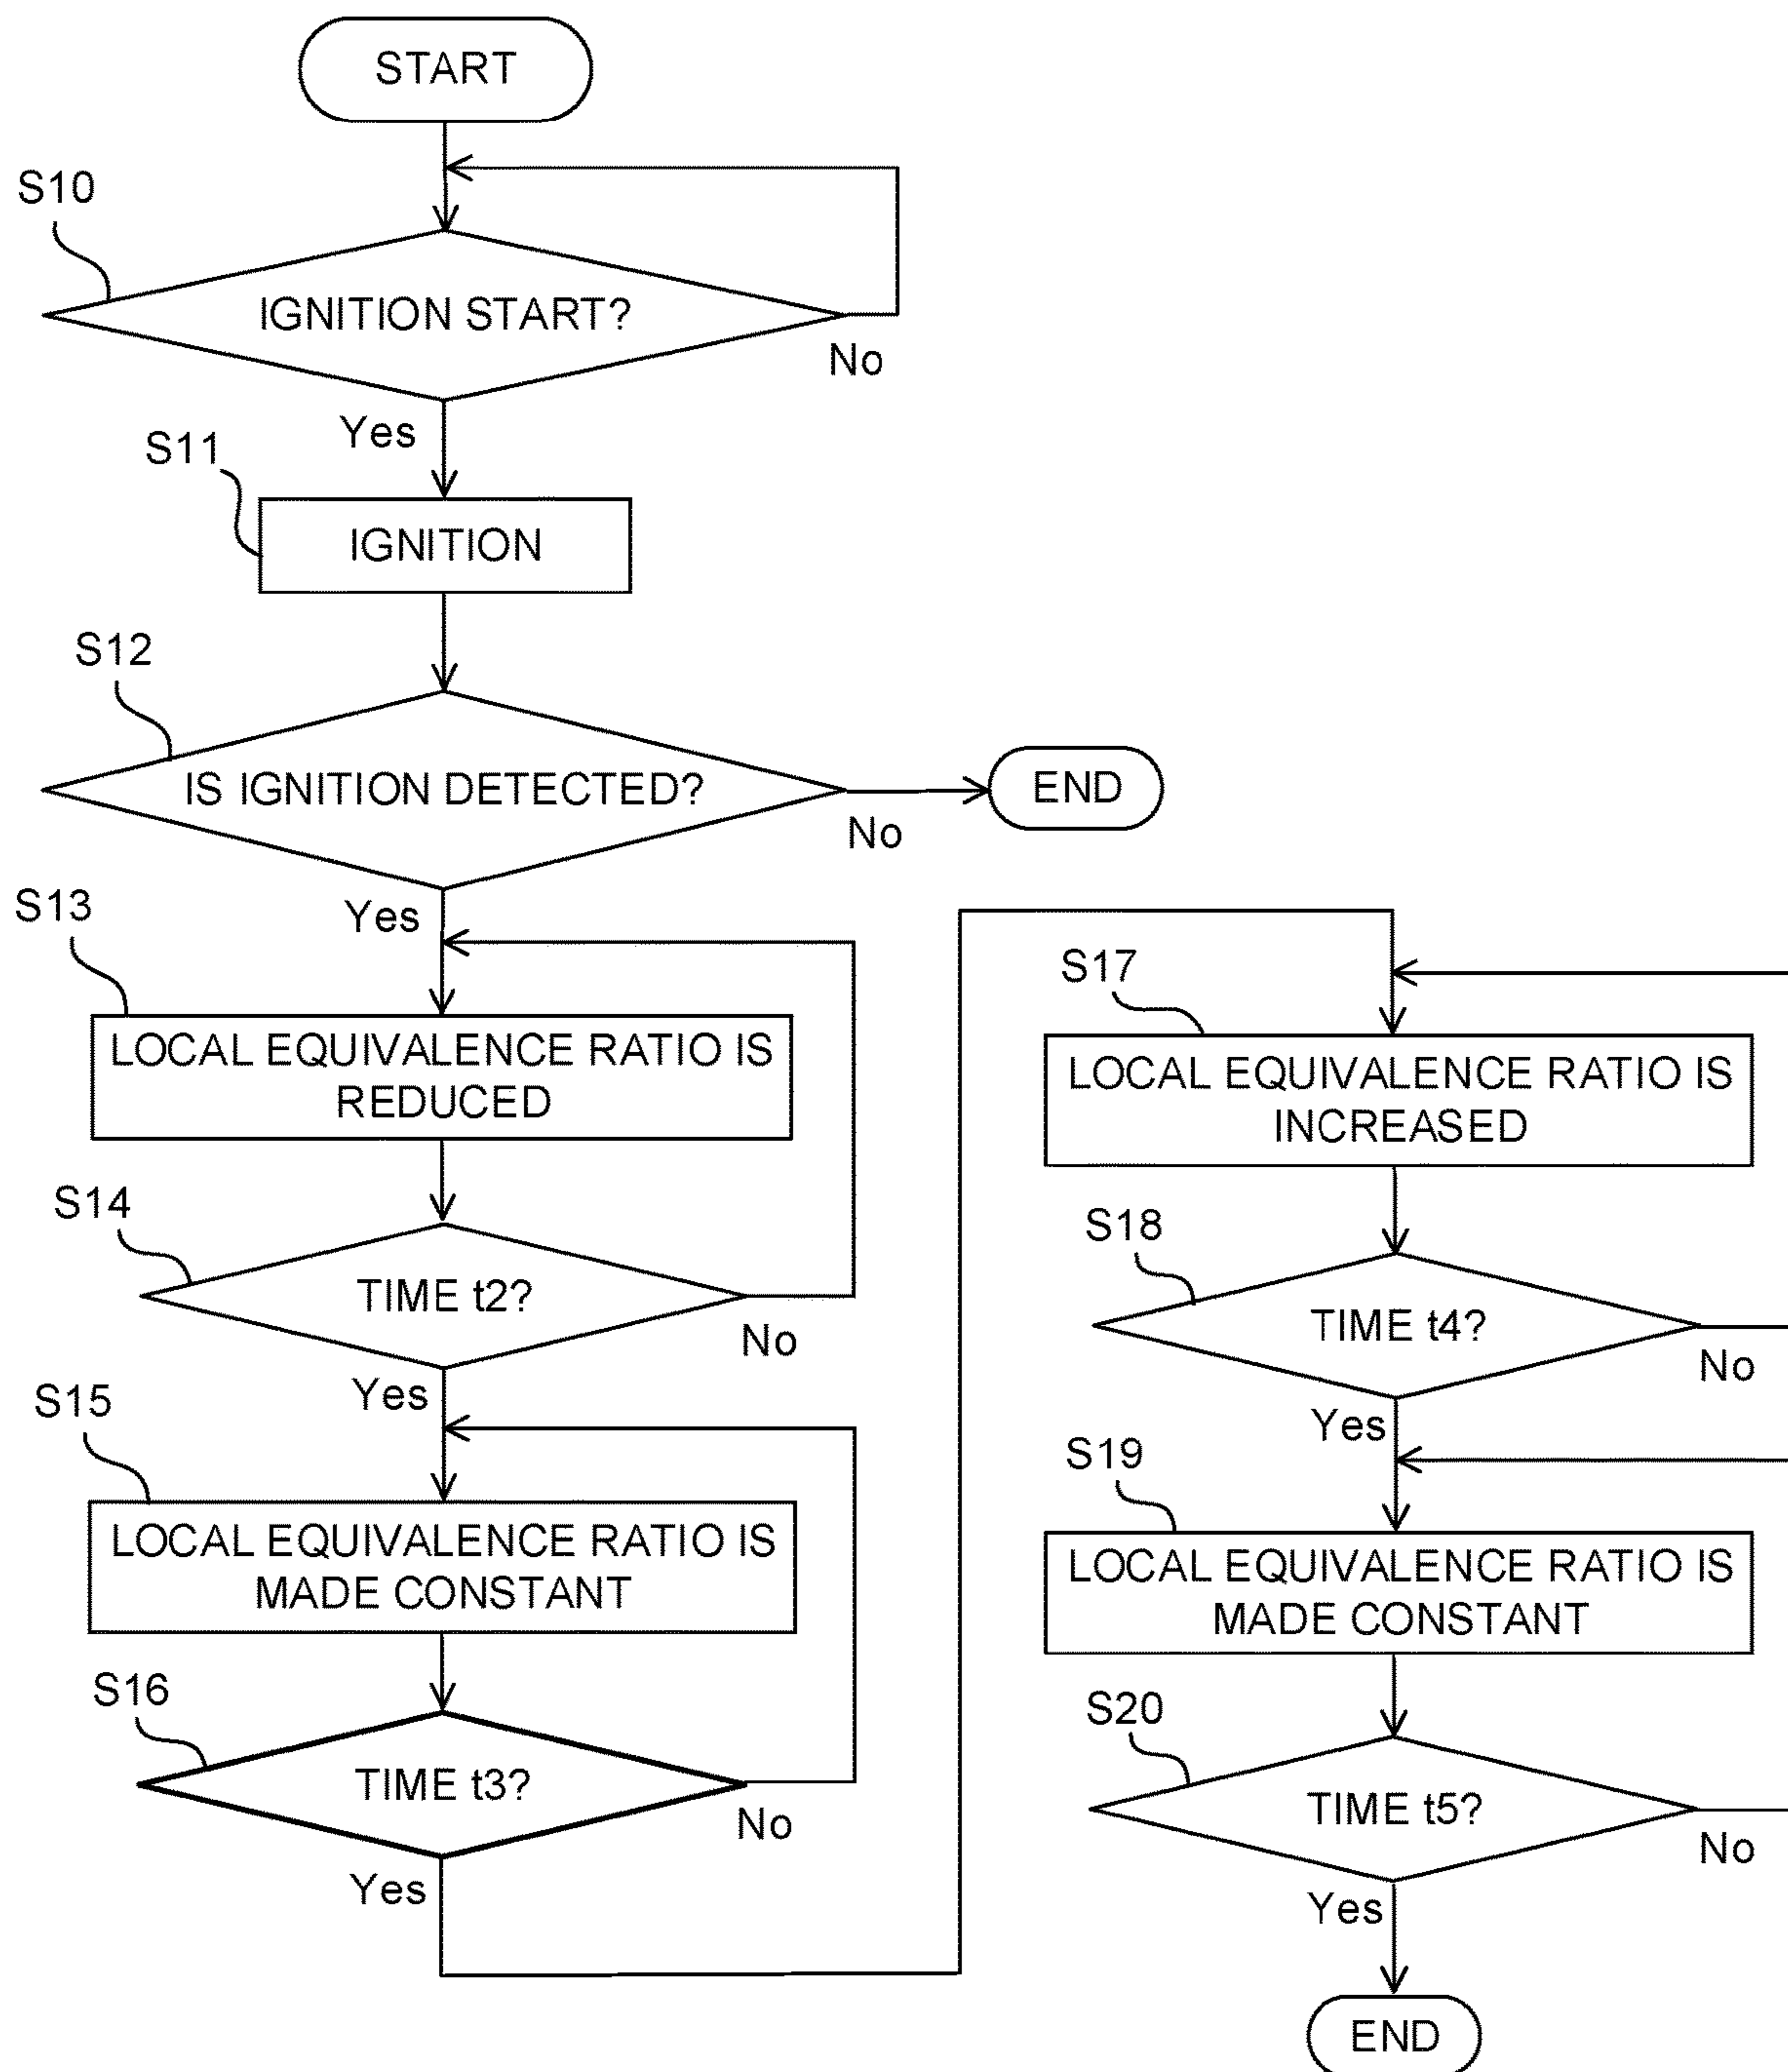 START
S10
IGNITION START?
No
Yes
S11
IGNITION
S12
IS IGNITION DETECTED?
No
END
Yes
S13
LOCAL EQUIVALENCE RATIO IS
REDUCED
S14
TIME t2?
No
Yes
S15
LOCAL EQUIVALENCE RATIO IS
MADE CONSTANT
S16
TIME t3?
No
Yes
S17
LOCAL EQUIVALENCE RATIO IS
INCREASED
S18
TIME t4?
No
Yes
S19
LOCAL EQUIVALENCE RATIO IS
MADE CONSTANT
S20
TIME t5?
No
Yes
END